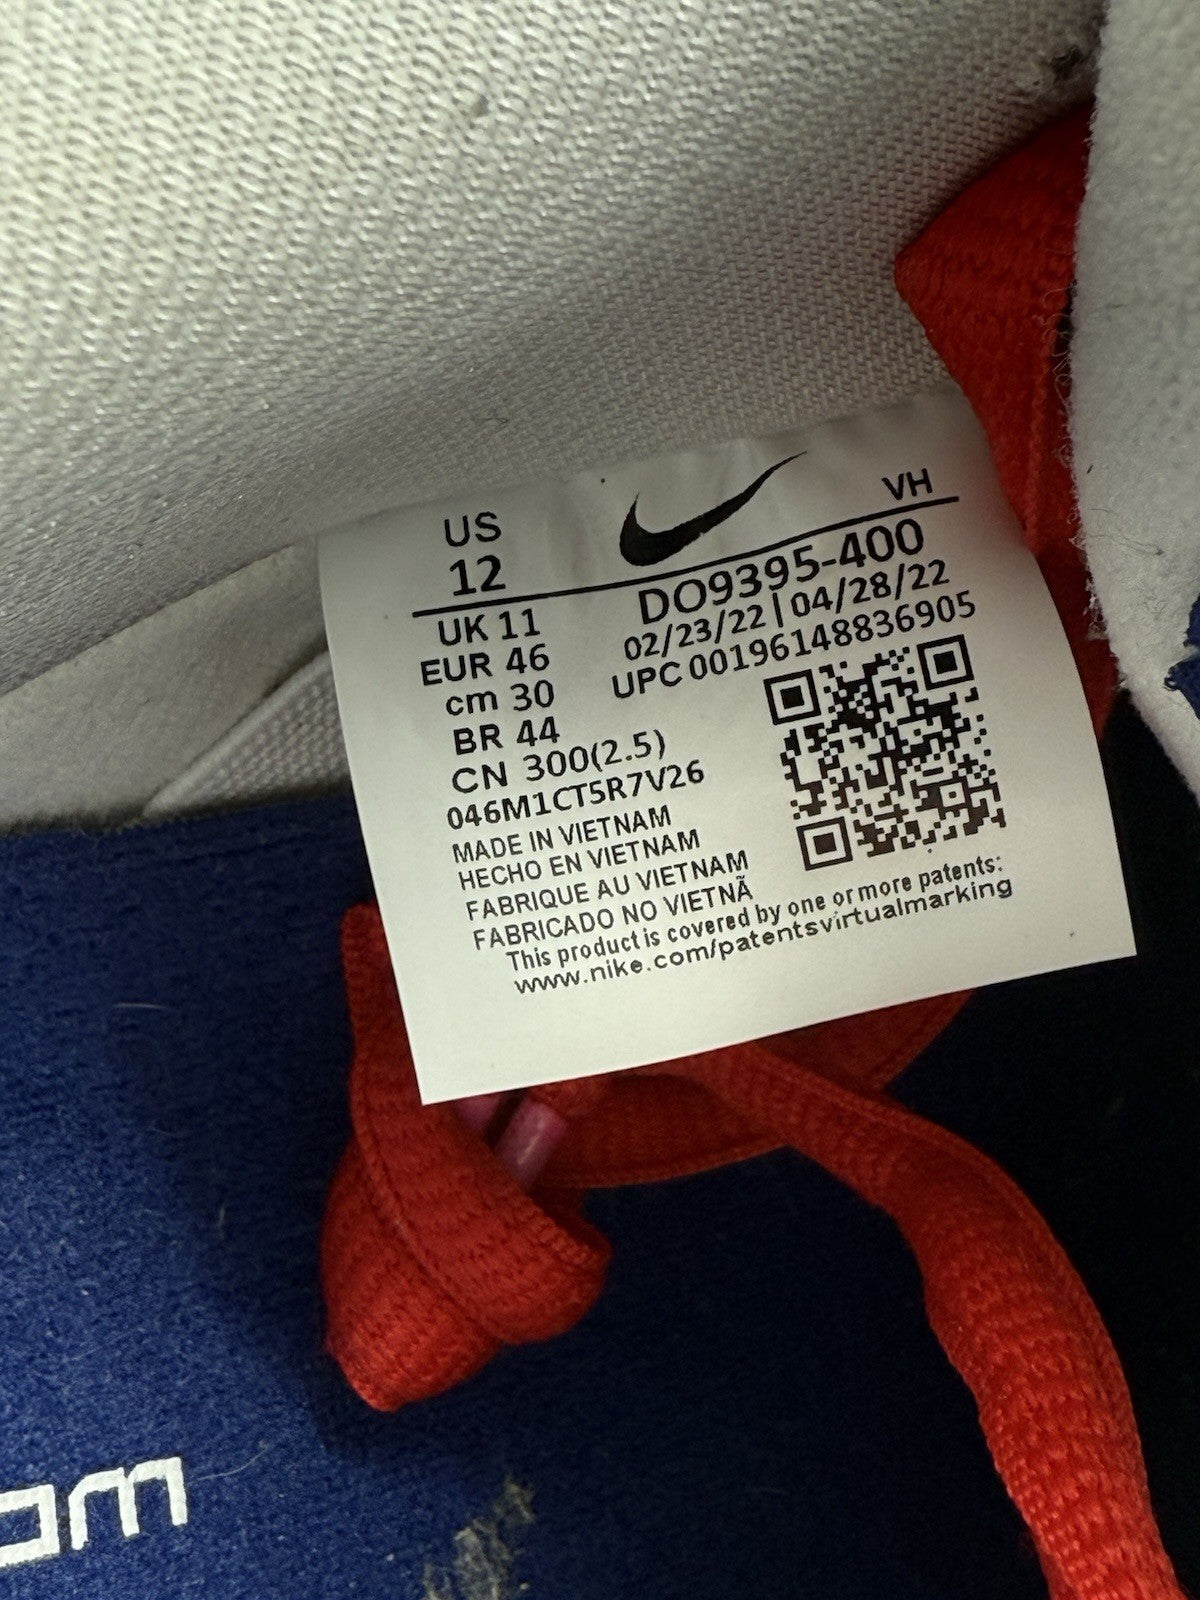 US
12
VH
UK 11
EUR 46
cm 30
BR 44
CN 300(2.5)
046M1CT5R7V26
DO9395-400
02/23/22 | 04/28/22
UPC 00196148836905
MADE IN VIETNAM
HECHO EN VIETNAM
FABRIQUE AU VIETNAM
FABRICADO NO VIETNÃ
This product is covered by one or more patents:
www.nike.com/patentsvirtualmarking